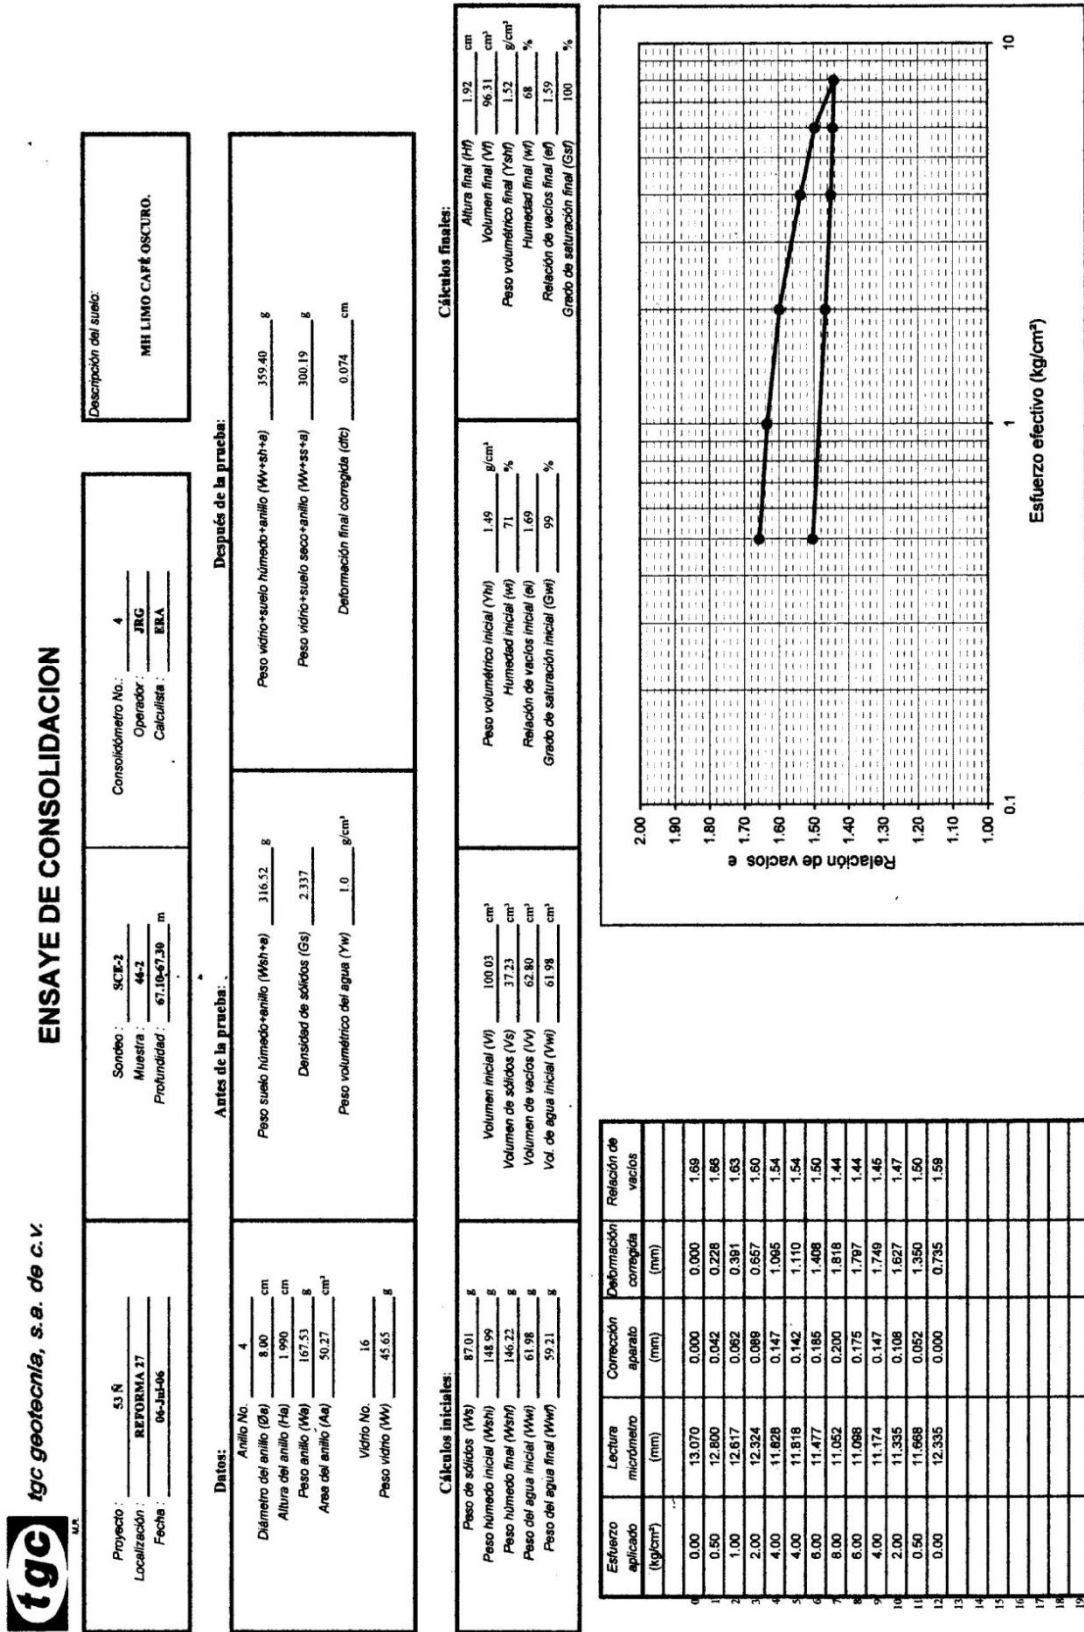 tgc tgc geotecnia, s.a. de c.v.
M.R.
ENSAYE DE CONSOLIDACION
Proyecto : 53 Ñ
Localización : REFORMA 27
Fecha : 06-Jul-06
Sondeo : SCE-2
Muestra : 46-2
Profundidad : 67.10-67.30 m
Consolidómetro No.: 4
Operador : JRG
Calculista : ERA
Descripción del suelo:
MH LIMO CAFÉ OSCURO.
Datos:
Anillo No. 4
Diámetro del anillo (Øa) 8.00 cm
Altura del anillo (Ha) 1.990 cm
Peso anillo (Wa) 167.53 g
Area del anillo (Aa) 50.27 cm²
Vidrio No. 16
Peso vidrio (Wv) 45.65 g
Antes de la prueba:
Peso suelo húmedo+anillo (Wsh+a) 316.52 g
Densidad de sólidos (Gs) 2.337
Peso volumétrico del agua (Yw) 1.0 g/cm³
Después de la prueba:
Peso vidrio+suelo húmedo+anillo (Wv+sh+a) 359.40 g
Peso vidrio+suelo seco+anillo (Wv+ss+a) 300.19 g
Deformación final corregida (dfc) 0.074 cm
Cálculos iniciales:
Peso de sólidos (Ws) 87.01 g
Peso húmedo inicial (Wshi) 148.99 g
Peso húmedo final (Wshf) 146.22 g
Peso del agua inicial (Wwi) 61.98 g
Peso del agua final (Wwf) 59.21 g
Volumen inicial (Vi) 100.03 cm³
Volumen de sólidos (Vs) 37.23 cm³
Volumen de vacíos (Vv) 62.80 cm³
Vol. de agua inicial (Vwi) 61.98 cm³
Peso volumétrico inicial (Yhi) 1.49 g/cm³
Humedad inicial (wi) 71 %
Relación de vacíos inicial (ei) 1.69
Grado de saturación inicial (Gwi) 99 %
Cálculos finales:
Altura final (Hf) 1.92 cm
Volumen final (Vf) 96.31 cm³
Peso volumétrico final (Yshf) 1.52 g/cm³
Humedad final (wf) 68 %
Relación de vacíos final (ef) 1.59
Grado de saturación final (Gsf) 100 %
Esfuerzo aplicado (kg/cm²) Lectura micrómetro (mm) Corrección aparato (mm) Deformación corregida (mm) Relación de vacíos
0 0.00 13.070 0.000 0.000 1.69
1 0.50 12.800 0.042 0.228 1.66
2 1.00 12.617 0.062 0.391 1.63
3 2.00 12.324 0.089 0.657 1.60
4 4.00 11.828 0.147 1.095 1.54
5 4.00 11.818 0.142 1.110 1.54
6 6.00 11.477 0.185 1.408 1.50
7 8.00 11.052 0.200 1.818 1.44
8 6.00 11.098 0.175 1.797 1.44
9 4.00 11.174 0.147 1.749 1.45
10 2.00 11.335 0.108 1.627 1.47
11 0.50 11.668 0.052 1.350 1.50
12 0.00 12.335 0.000 0.735 1.59
13
14
15
16
17
18
19
Relación de vacíos e
2.00
1.90
1.80
1.70
1.60
1.50
1.40
1.30
1.20
1.10
1.00
0.1 1 10
Esfuerzo efectivo (kg/cm²)